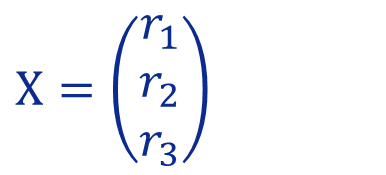 X = (r₁
r₂
r₃)